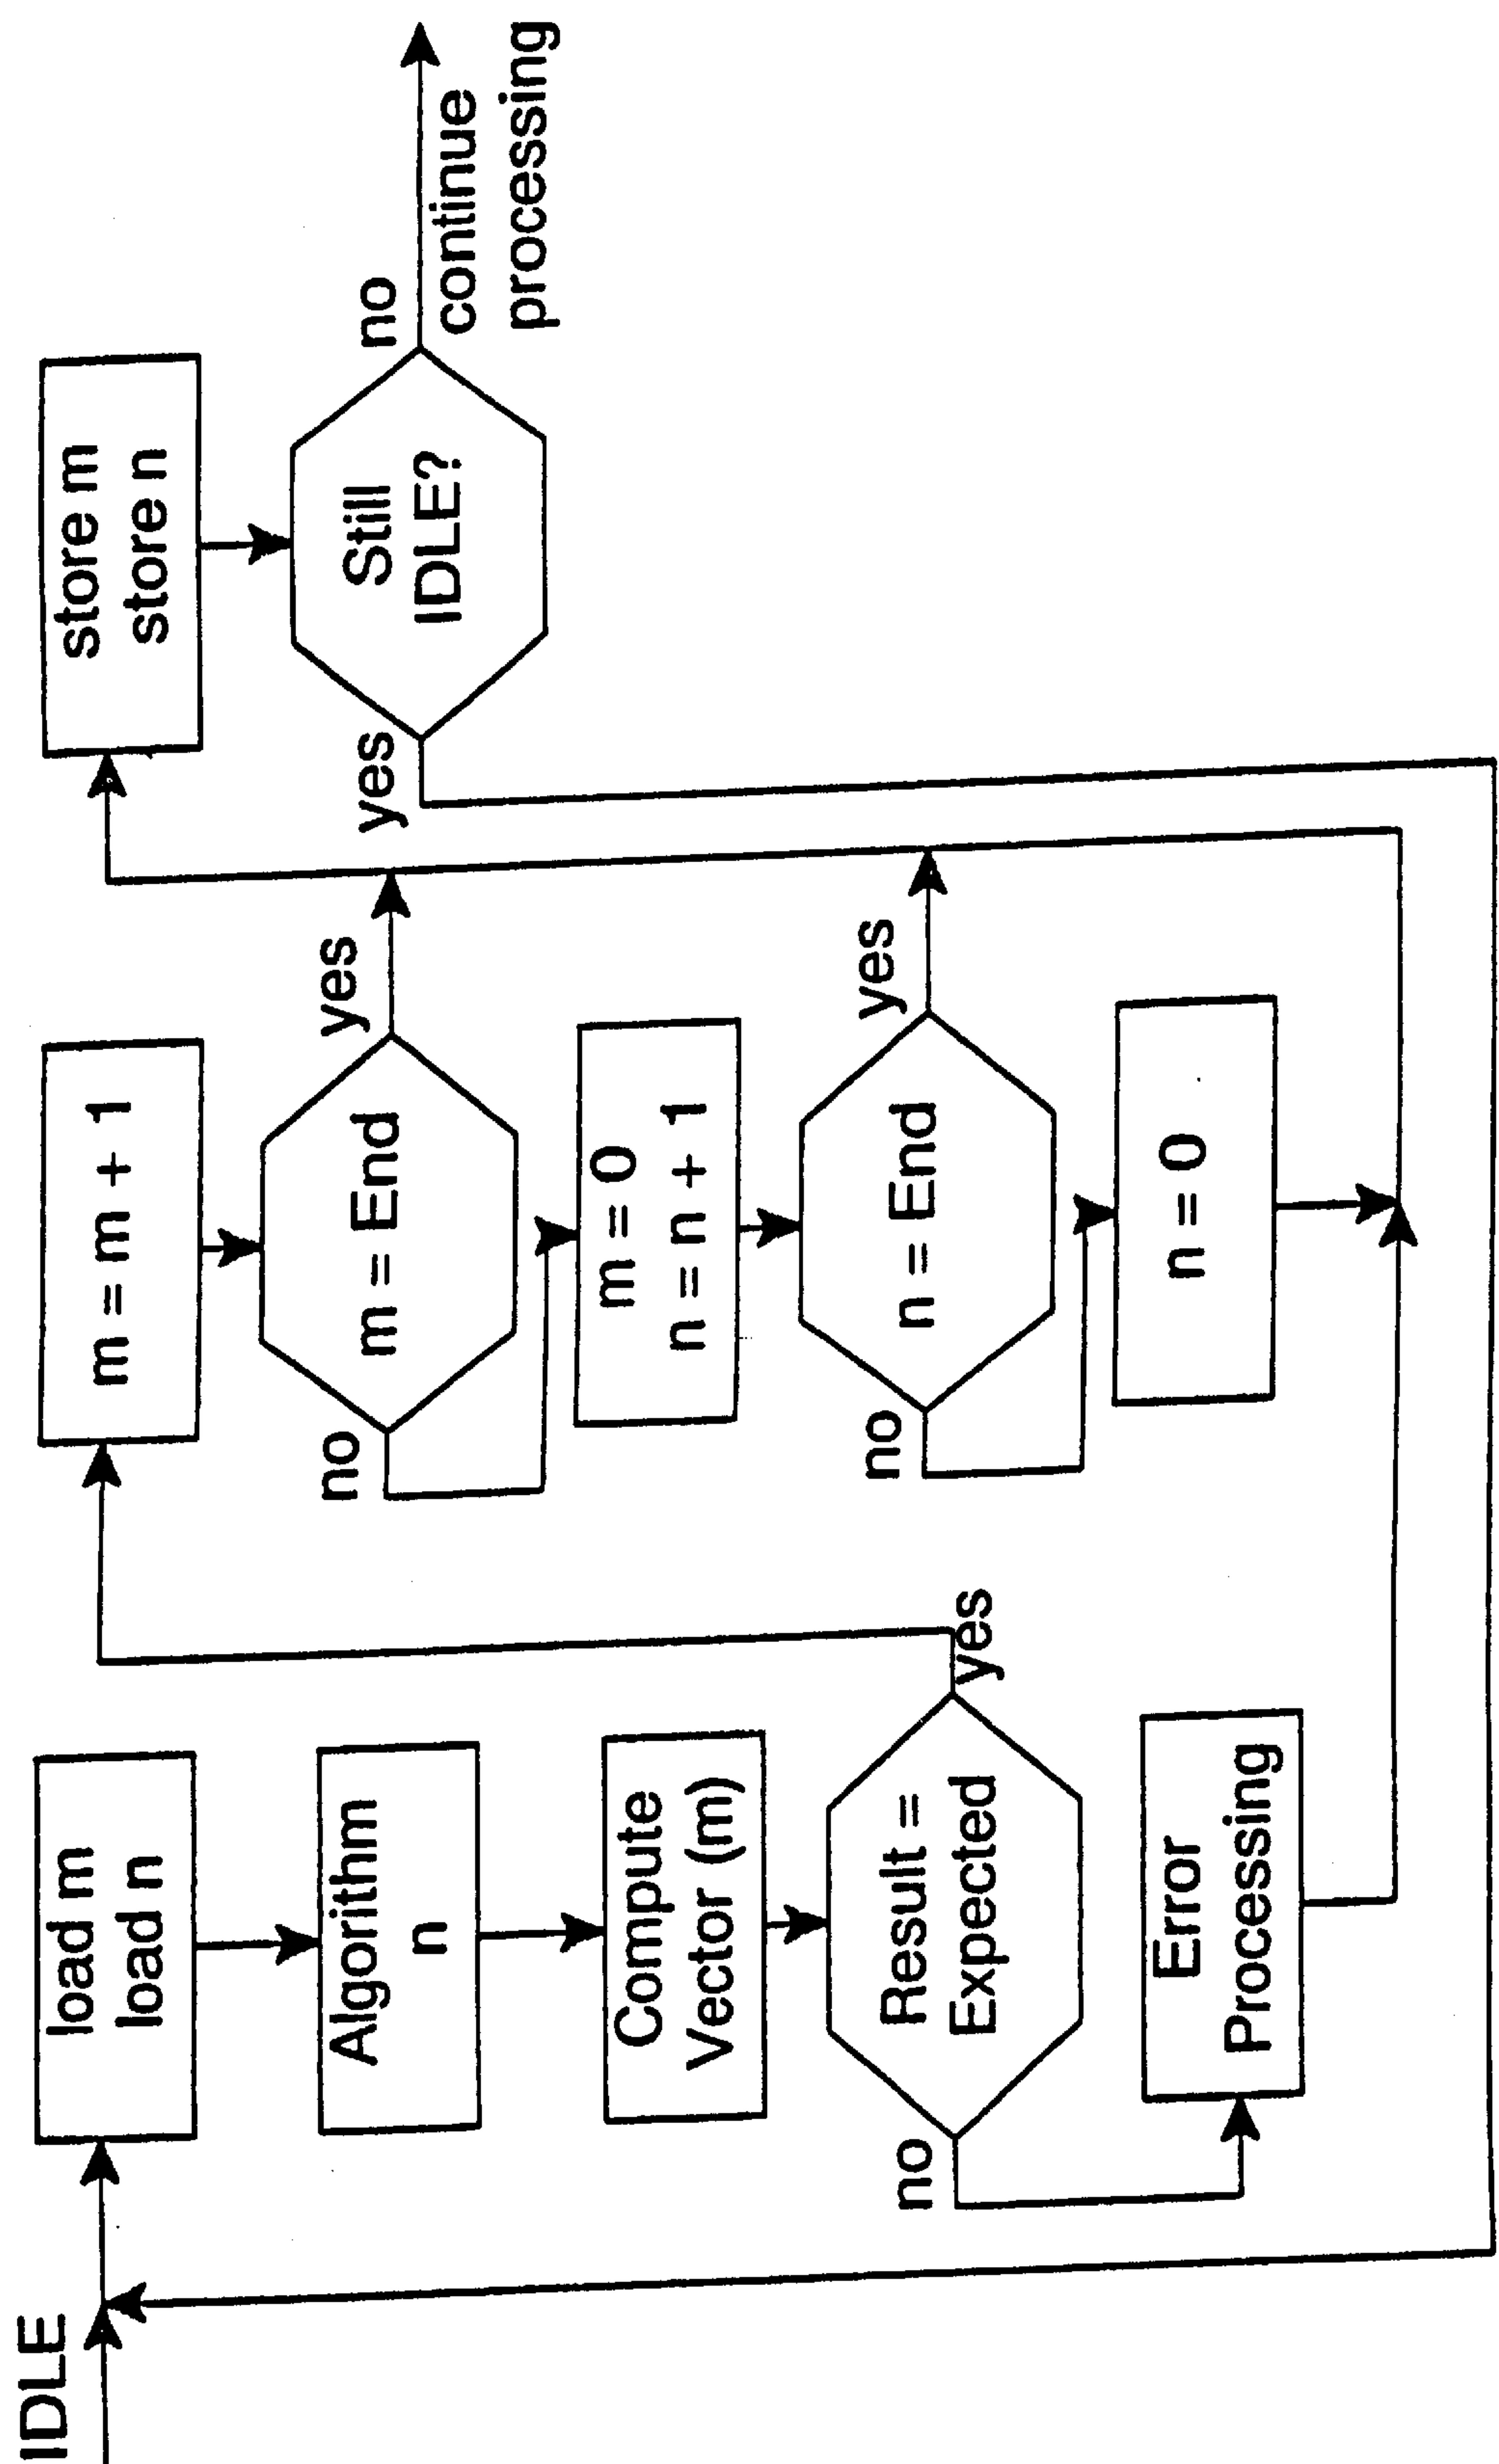 IDLE
load m
load n
Algorithm
n
Compute
Vector (m)
Result =
Expected
no
yes
Error
Processing
m = m + 1
m = End
no
yes
m = 0
n = n + 1
n = End
no
yes
n = 0
store m
store n
Still
IDLE?
yes
no
continue
processing